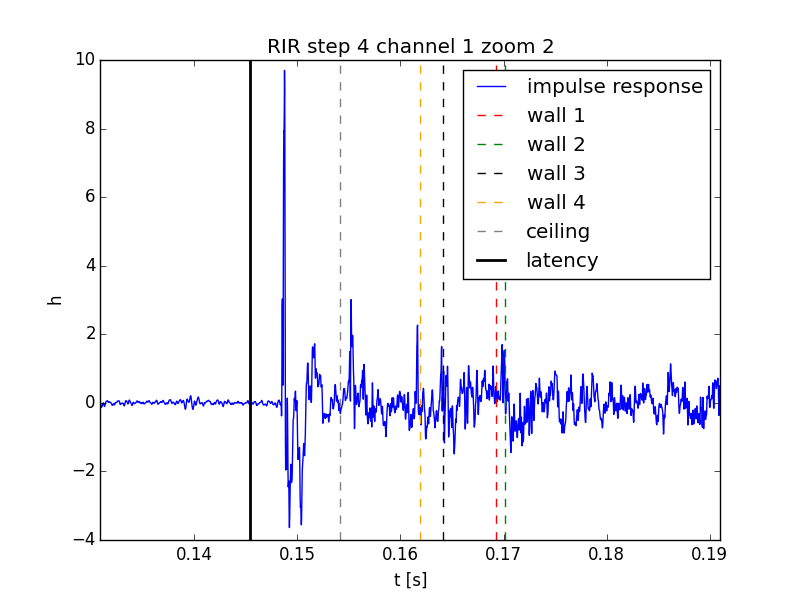 RIR step 4 channel 1 zoom 2
10
8
6
4
2
0
−2
−4
h
impulse response
wall 1
wall 2
wall 3
wall 4
ceiling
latency
0.14 0.15 0.16 0.17 0.18 0.19
t [s]